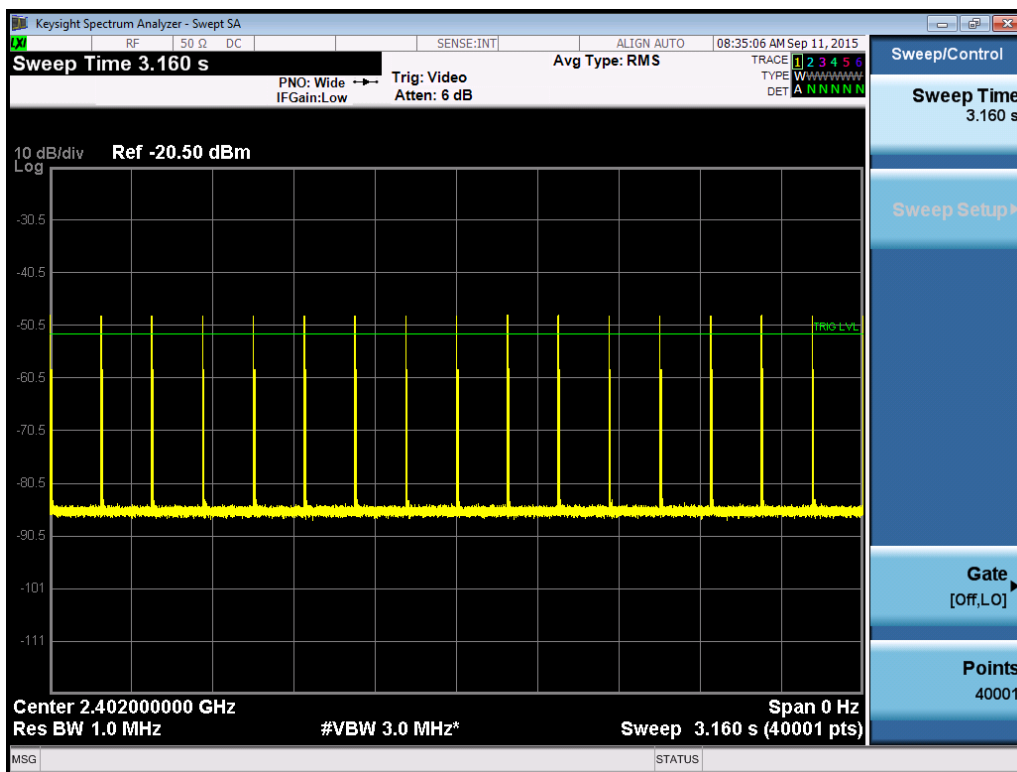 Keysight Spectrum Analyzer - Swept SA
LXI RF 50 Ω DC SENSE:INT ALIGN AUTO 08:35:06 AM Sep 11, 2015
Sweep Time 3.160 s
PNO: Wide
IFGain:Low
Trig: Video
Atten: 6 dB
Avg Type: RMS
TRACE 1 2 3 4 5 6
TYPE WWWWWW
DET A N N N N N
10 dB/div
Log
Ref -20.50 dBm
-30.5
-40.5
-50.5
TRIG LVL
-60.5
-70.5
-80.5
-90.5
-101
-111
Center 2.402000000 GHz
Span 0 Hz
Res BW 1.0 MHz
#VBW 3.0 MHz*
Sweep 3.160 s (40001 pts)
MSG
STATUS
Sweep/Control
Sweep Time
3.160 s
Sweep Setup
Gate
[Off,LO]
Points
40001